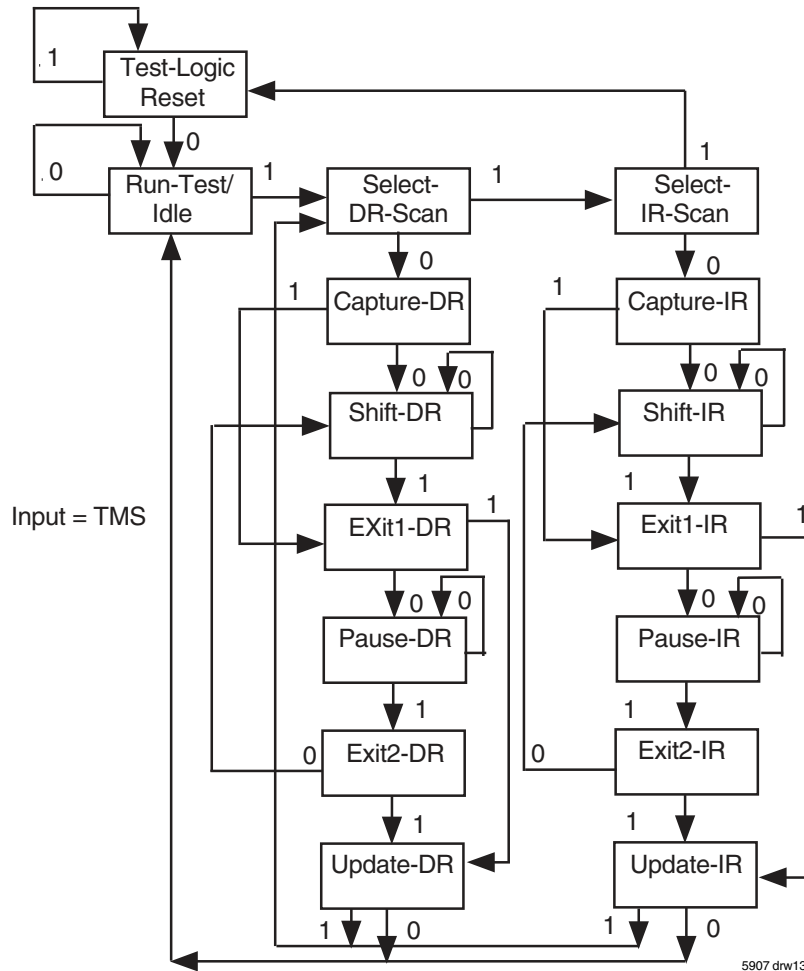 1
Test-Logic
Reset
0
1
0
Run-Test/
Idle
1
Select-
DR-Scan
1
Select-
IR-Scan
0
0
1
Capture-DR
1
Capture-IR
0
0
0
0
Shift-DR
Shift-IR
1
1
Input = TMS
EXit1-DR
1
Exit1-IR
1
0
0
0
0
Pause-DR
Pause-IR
1
1
0
Exit2-DR
0
Exit2-IR
1
1
Update-DR
Update-IR
1
0
1
0
5907 drw13